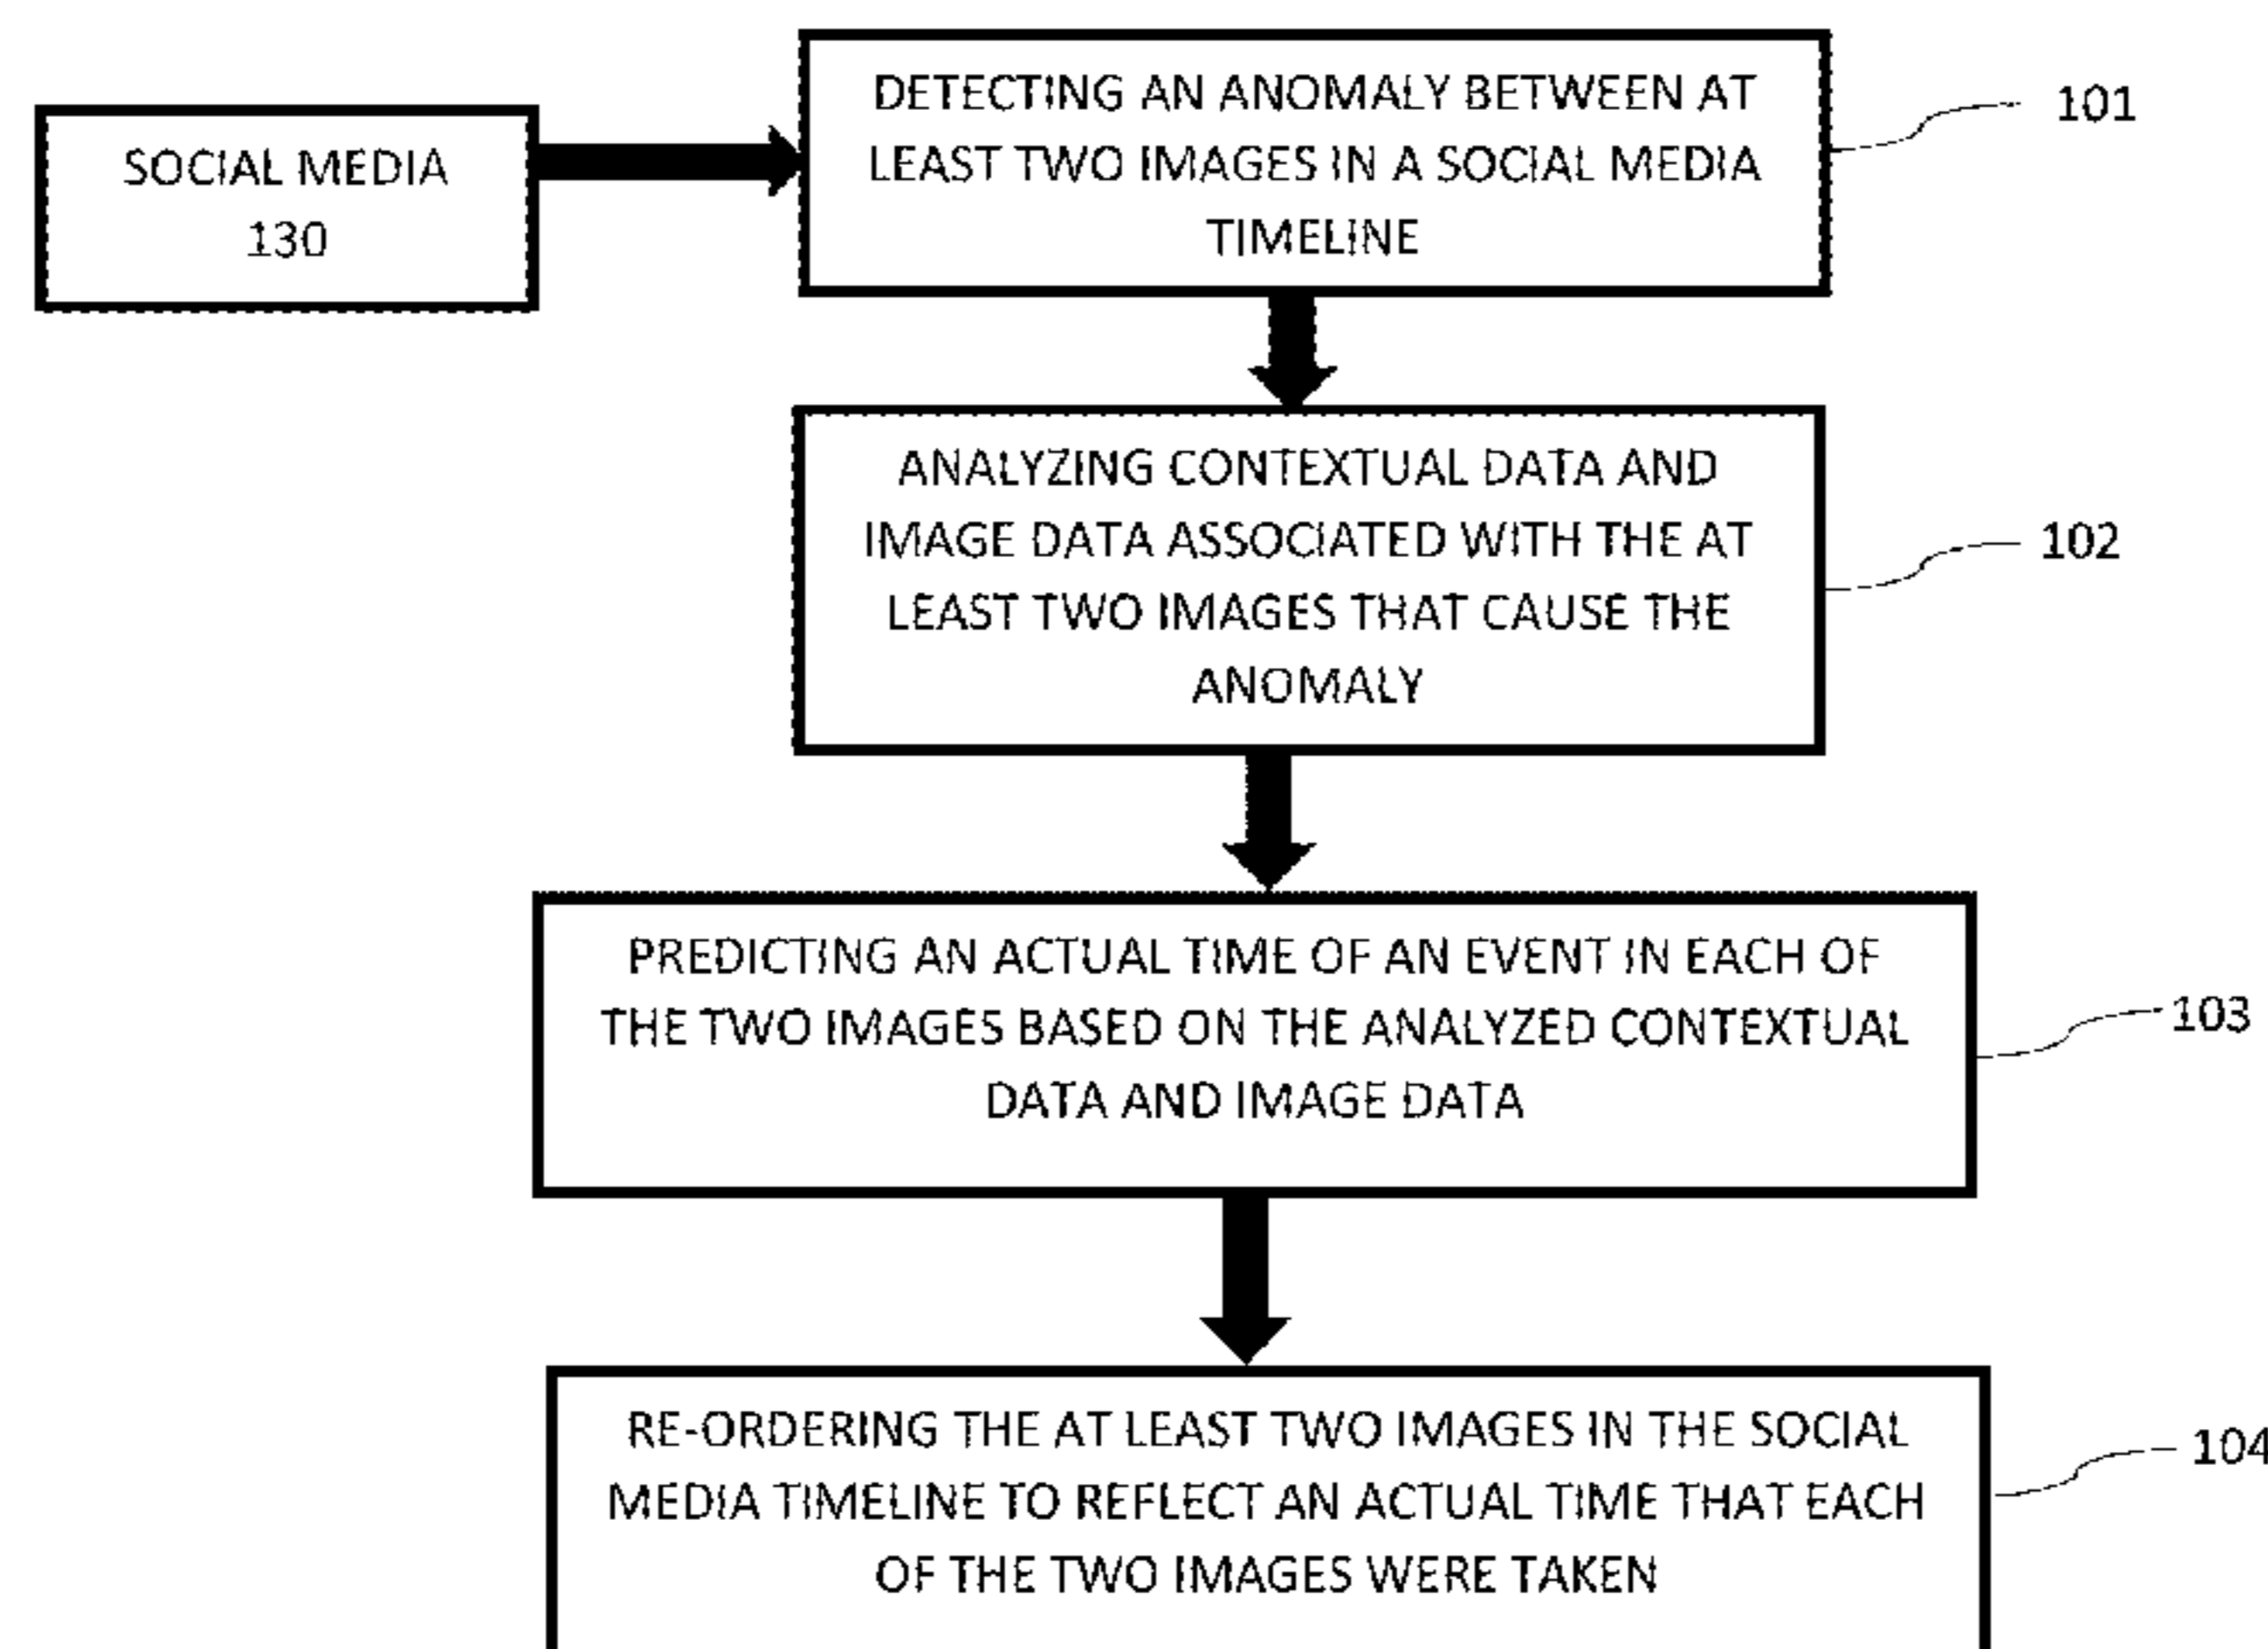 SOCIAL MEDIA
130
DETECTING AN ANOMALY BETWEEN AT
LEAST TWO IMAGES IN A SOCIAL MEDIA
TIMELINE
101
ANALYZING CONTEXTUAL DATA AND
IMAGE DATA ASSOCIATED WITH THE AT
LEAST TWO IMAGES THAT CAUSE THE
ANOMALY
102
PREDICTING AN ACTUAL TIME OF AN EVENT IN EACH OF
THE TWO IMAGES BASED ON THE ANALYZED CONTEXTUAL
DATA AND IMAGE DATA
103
RE-ORDERING THE AT LEAST TWO IMAGES IN THE SOCIAL
MEDIA TIMELINE TO REFLECT AN ACTUAL TIME THAT EACH
OF THE TWO IMAGES WERE TAKEN
104